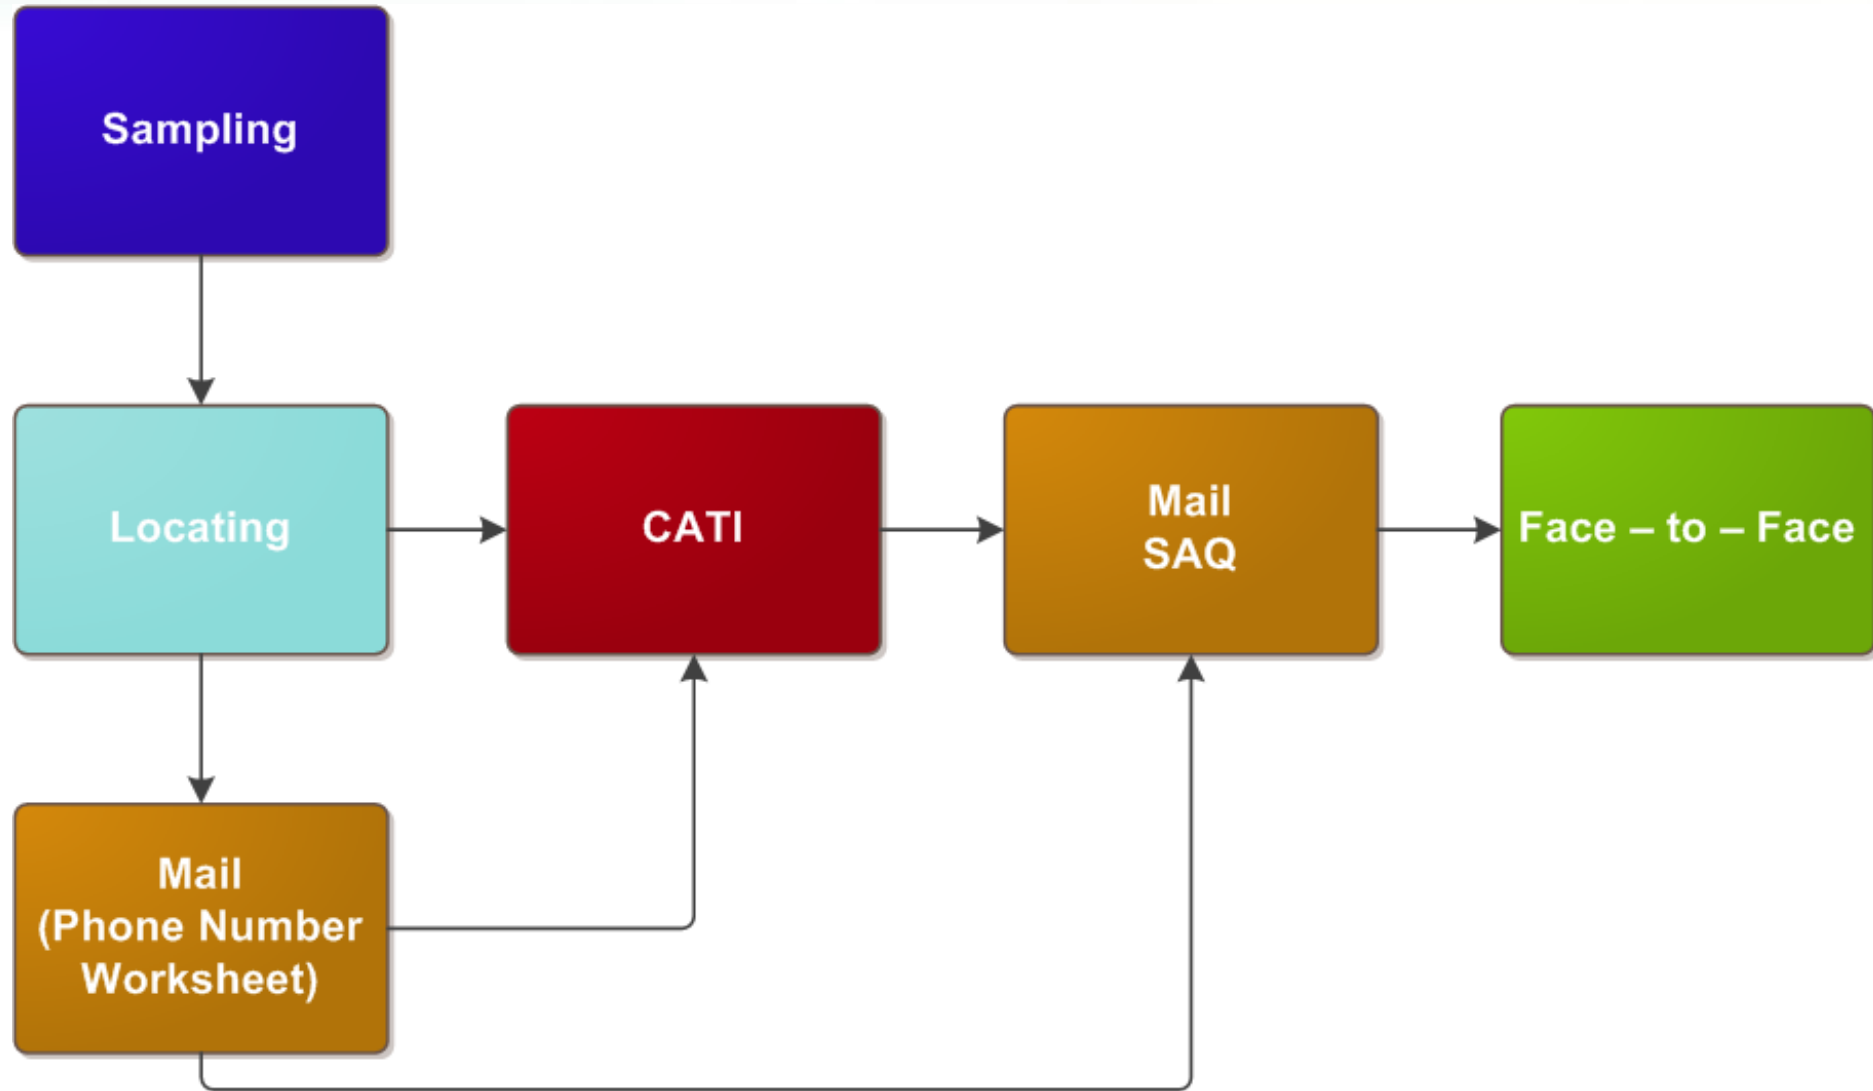 Sampling
Locating
CATI
Mail
SAQ
Face – to – Face
Mail
(Phone Number
Worksheet)